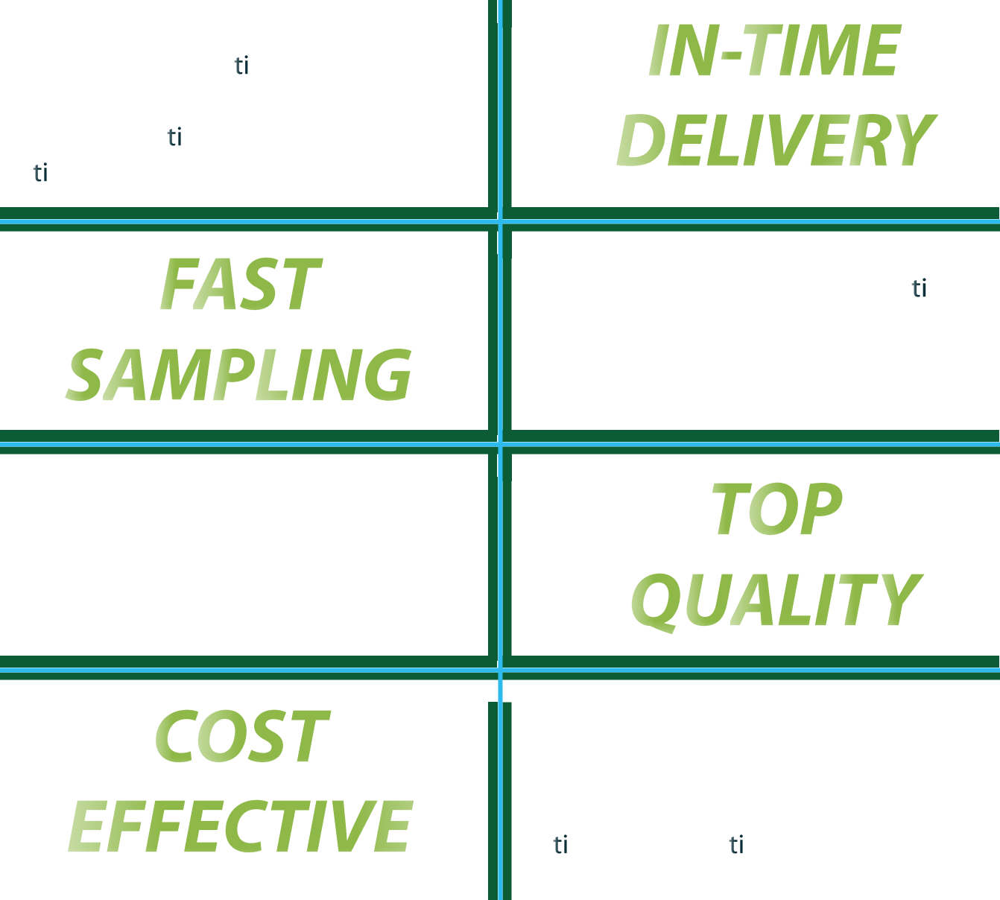 ti
IN-TIME
DELIVERY
ti
ti
FAST
SAMPLING
ti
TOP
QUALITY
COST
EFFECTIVE
ti ti